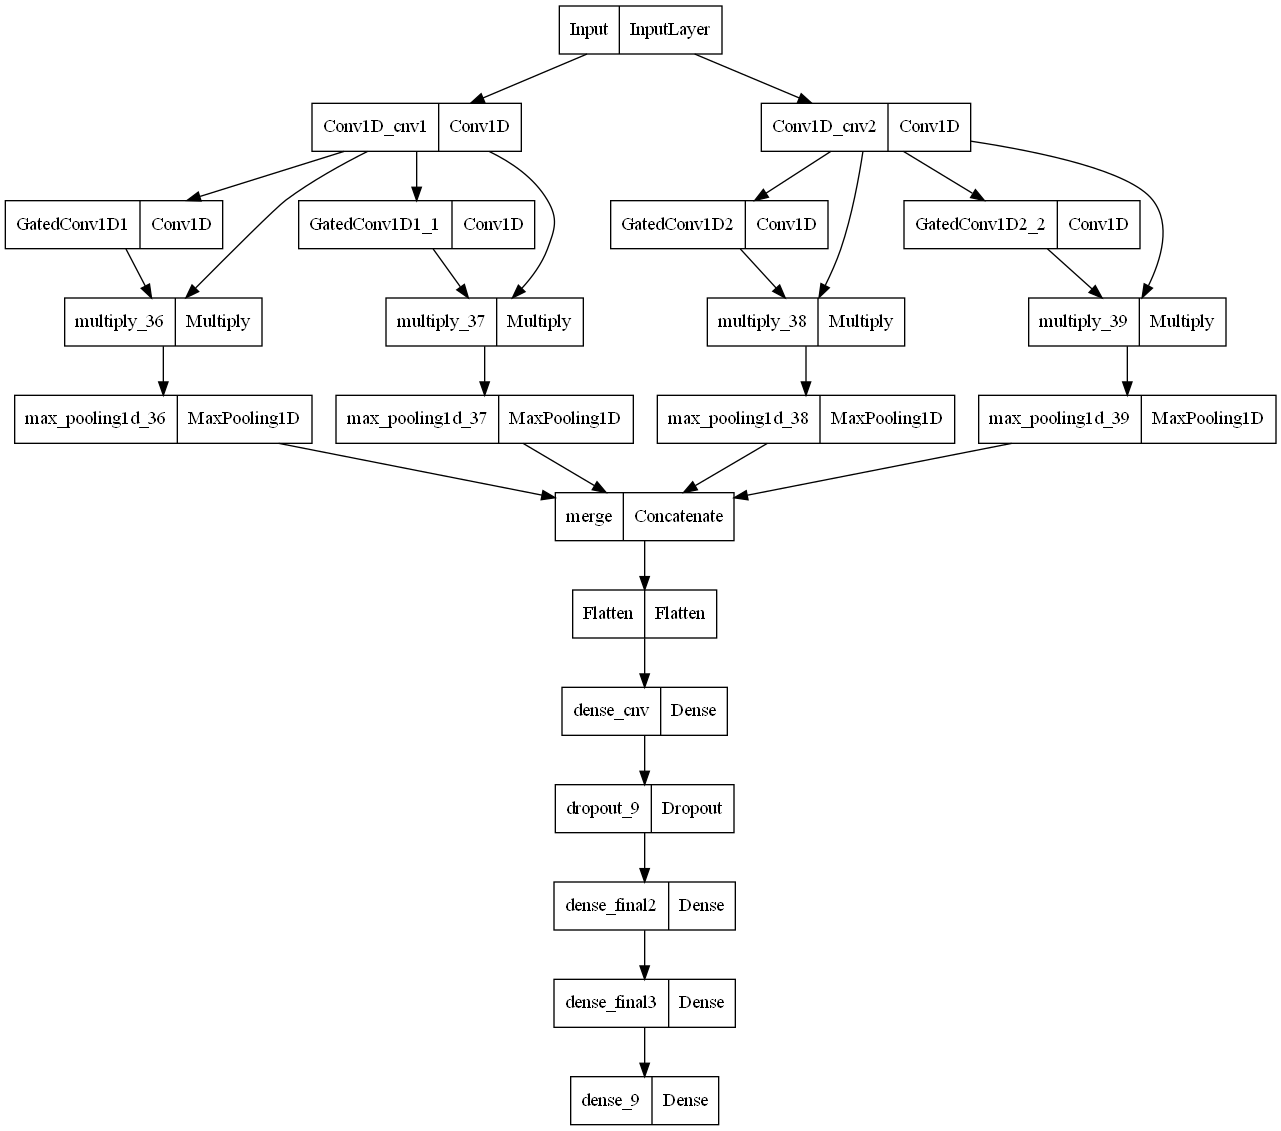 Input InputLayer
Conv1D_cnv1 Conv1D
Conv1D_cnv2 Conv1D
GatedConv1D1 Conv1D
GatedConv1D1_1 Conv1D
GatedConv1D2 Conv1D
GatedConv1D2_2 Conv1D
multiply_36 Multiply
multiply_37 Multiply
multiply_38 Multiply
multiply_39 Multiply
max_pooling1d_36 MaxPooling1D
max_pooling1d_37 MaxPooling1D
max_pooling1d_38 MaxPooling1D
max_pooling1d_39 MaxPooling1D
merge Concatenate
Flatten Flatten
dense_cnv Dense
dropout_9 Dropout
dense_final2 Dense
dense_final3 Dense
dense_9 Dense